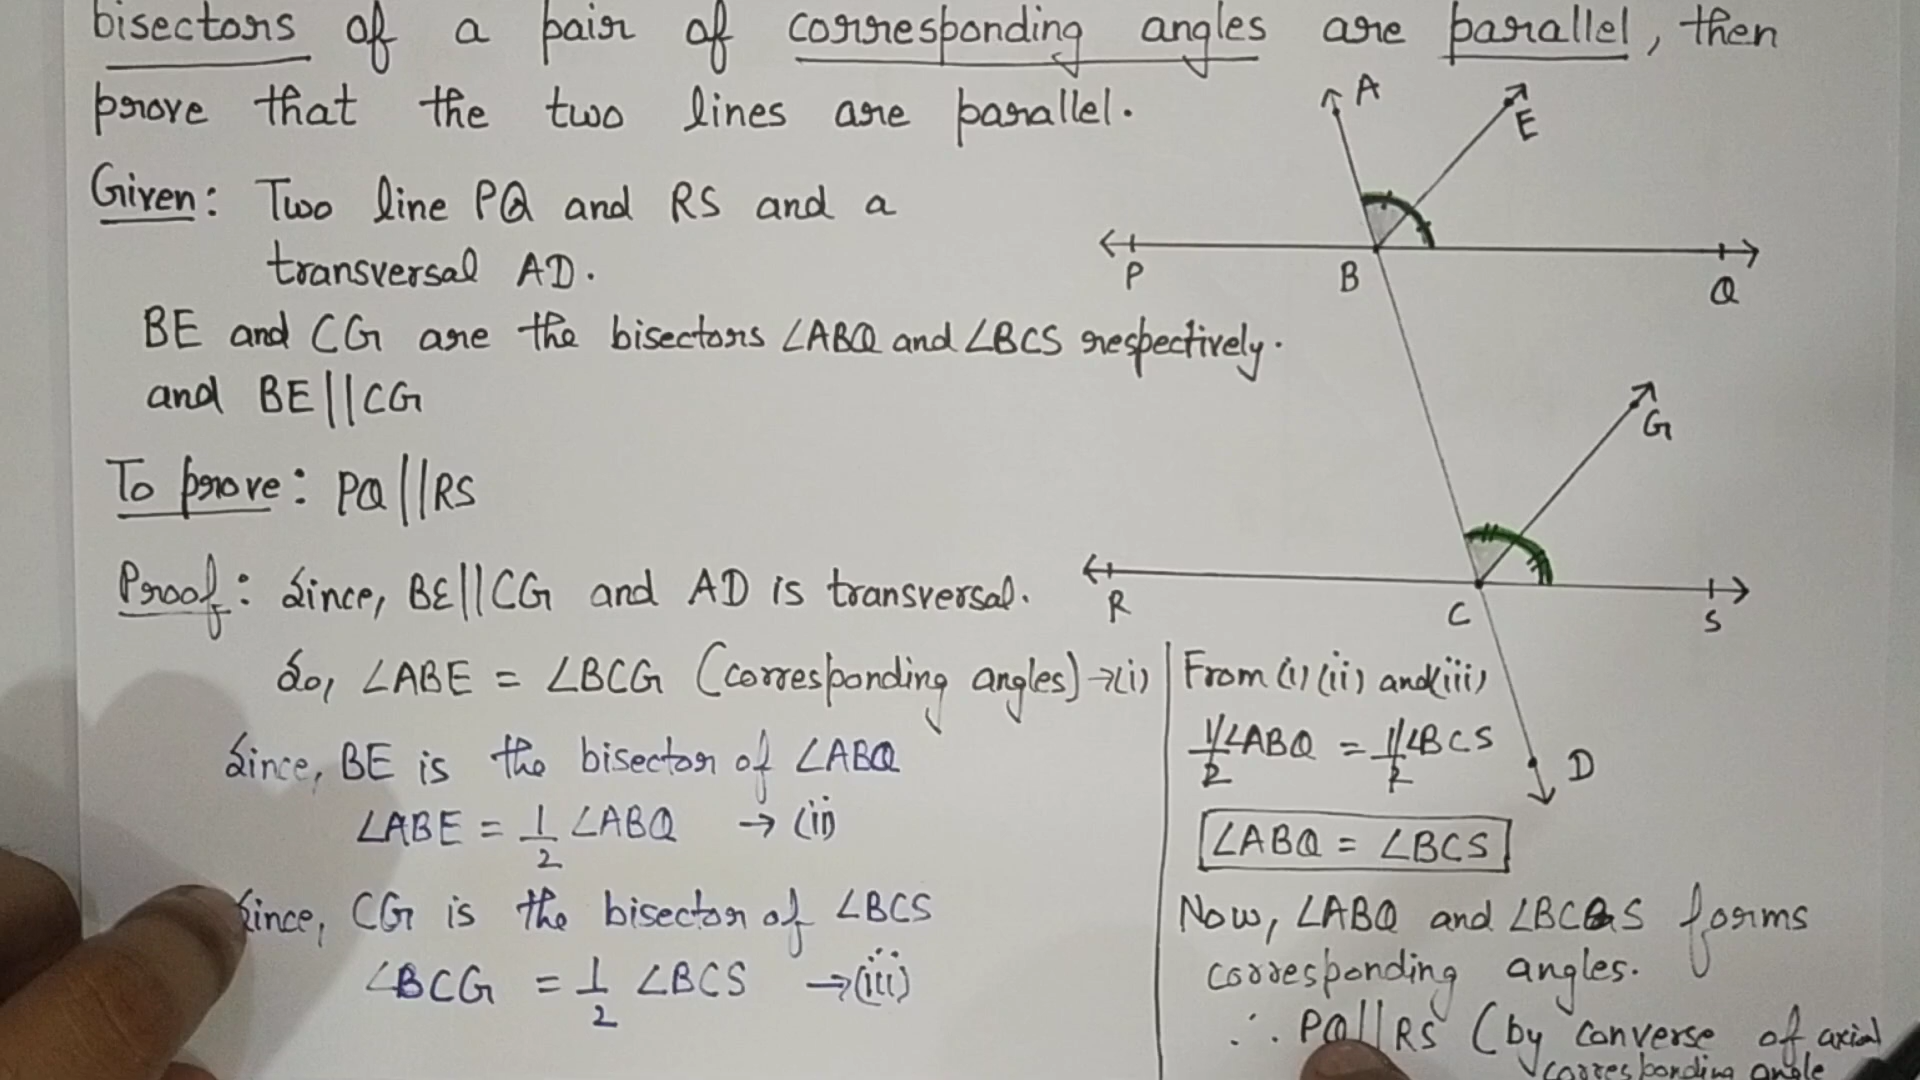 bisectors of a pair of corresponding angles are parallel, then
prove that the two lines are parallel.
Given: Two line PQ and RS and a
transversal AD.
BE and CG are the bisectors ∠ABQ and ∠BCS respectively.
and BE||CG
To prove: PQ||RS
Proof: Since, BE||CG and AD is transversal.
So, ∠ABE = ∠BCG (corresponding angles)→(i)
Since, BE is the bisector of ∠ABQ
∠ABE = 1/2 ∠ABQ → (ii)
Since, CG is the bisector of ∠BCS
∠BCG = 1/2 ∠BCS →(iii)
A
E
P
B
Q
G
R
C
S
D
From (i) (ii) and (iii)
1/2 ∠ABQ = 1/2 ∠BCS
∠ABQ = ∠BCS
Now, ∠ABQ and ∠BCS forms
corresponding angles.
∴ PQ||RS (by converse of
corresponding angle